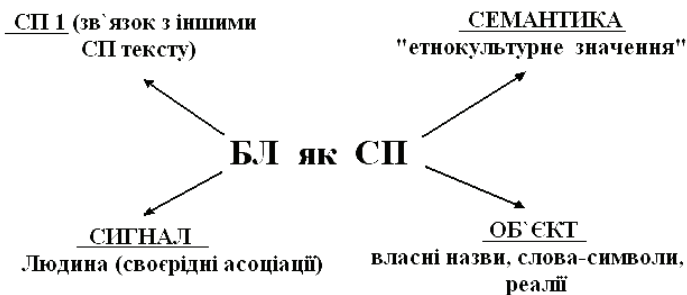 СП 1 (зв`язок з іншими
СП тексту)
СЕМАНТИКА
"етнокультурне значення"
БЛ як СП
СИГНАЛ
Людина (своєрідні асоціації)
ОБ`ЄКТ
власні назви, слова-символи,
реалії